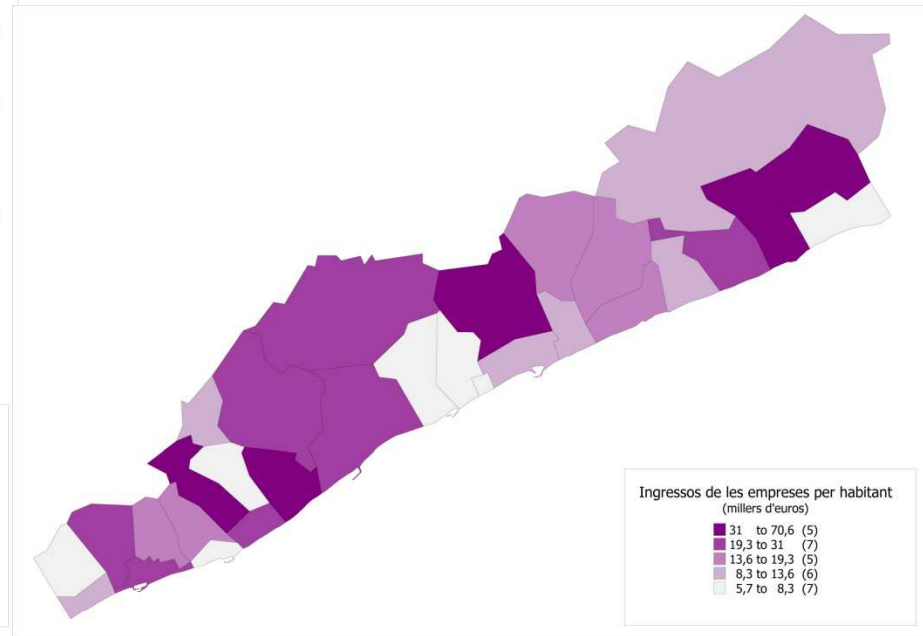 Ingressos de les empreses per habitant
(millers d'euros)
31 to 70,6 (5)
19,3 to 31 (7)
13,6 to 19,3 (5)
8,3 to 13,6 (6)
5,7 to 8,3 (7)